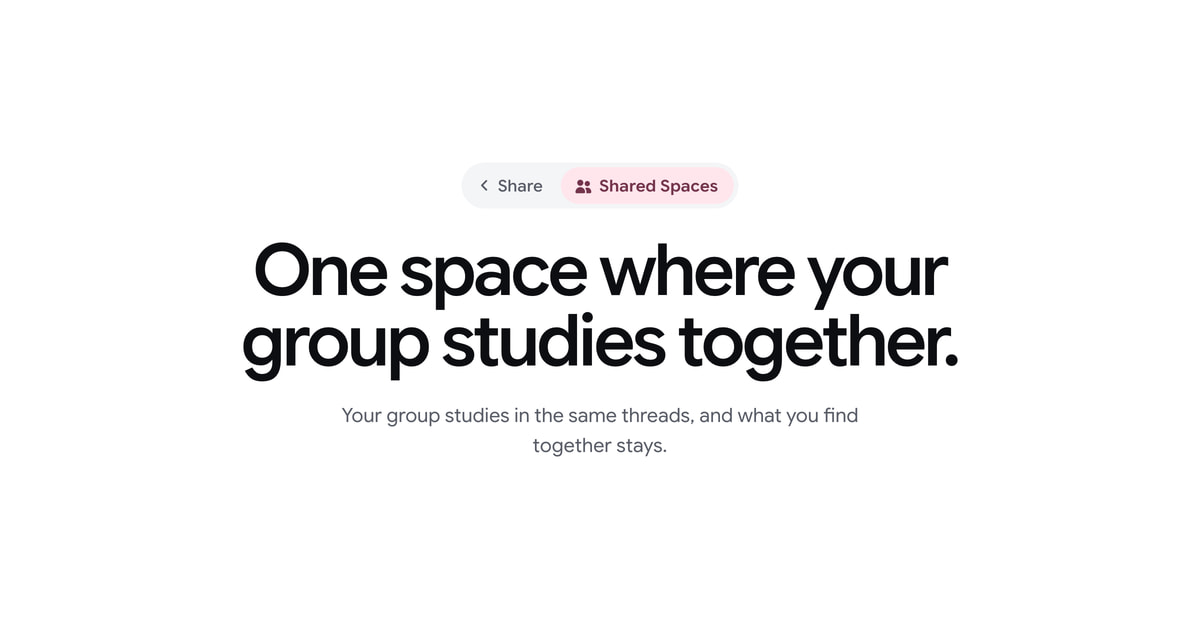 Share
Shared Spaces
One space where your
group studies together.
Your group studies in the same threads, and what you find
together stays.